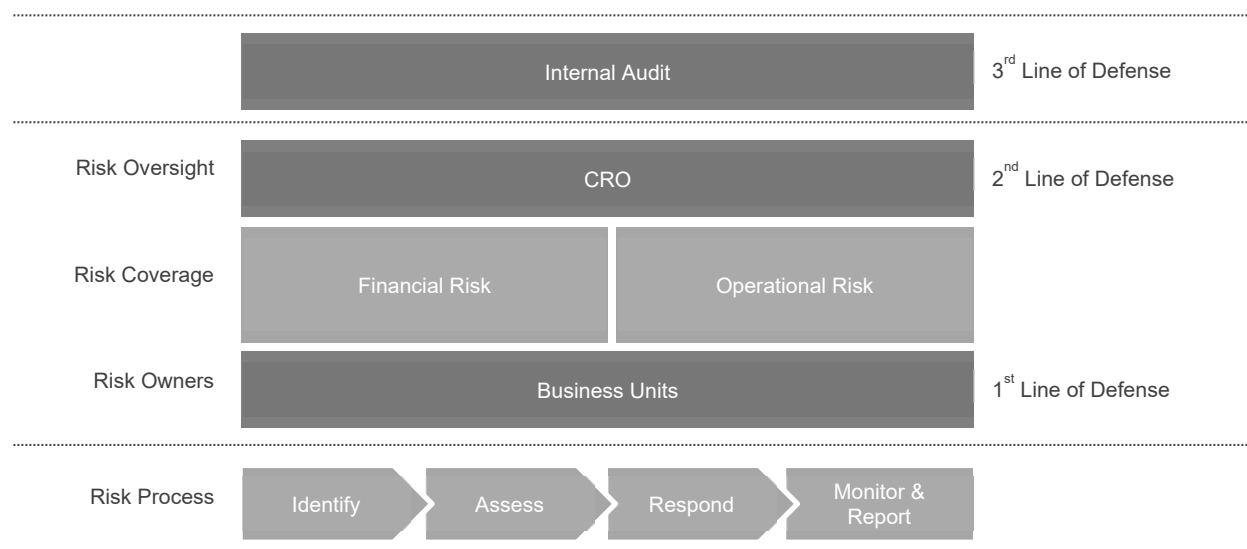 Internal Audit
3rd Line of Defense
Risk Oversight
CRO
2nd Line of Defense
Risk Coverage
Financial Risk
Operational Risk
Risk Owners
Business Units
1st Line of Defense
Risk Process
Identify
Assess
Respond
Monitor &
Report